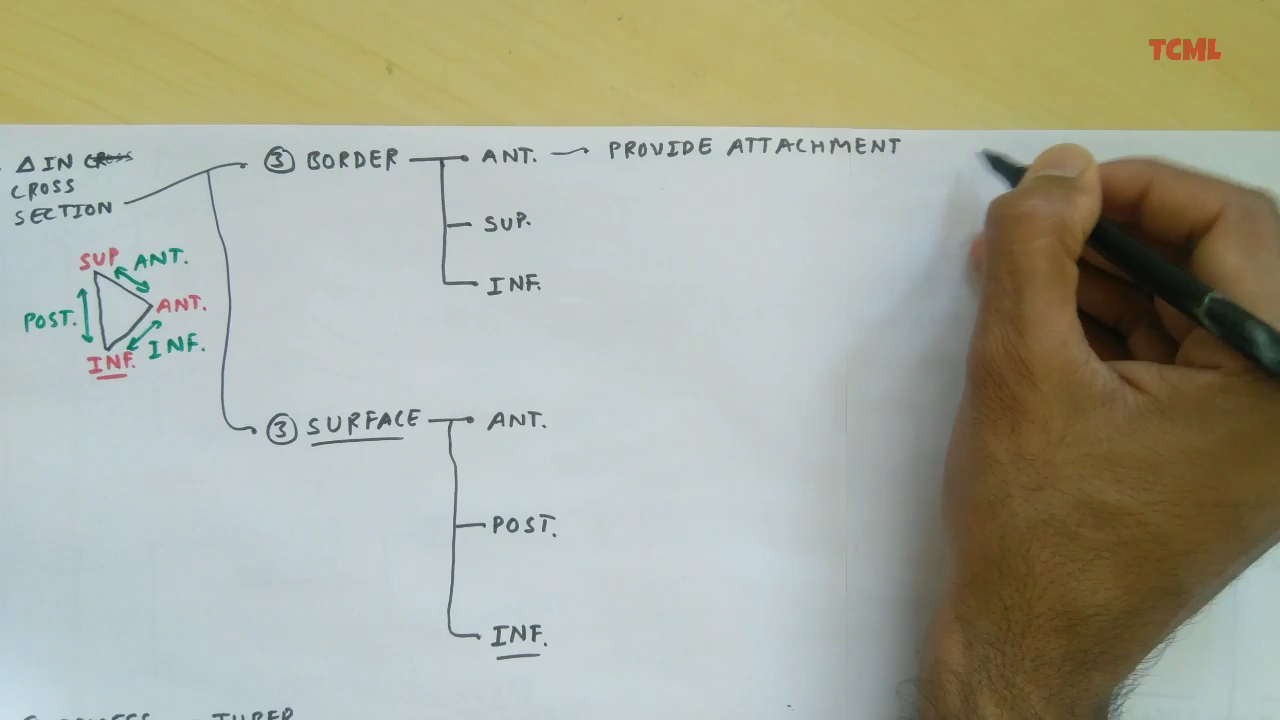 TCML
Δ IN CROSS
CROSS
SECTION
③ BORDER
ANT. → PROVIDE ATTACHMENT
SUP.
INF.
SUP
ANT.
POST.
ANT.
INF.
INF.
③ SURFACE
ANT.
POST.
INF.